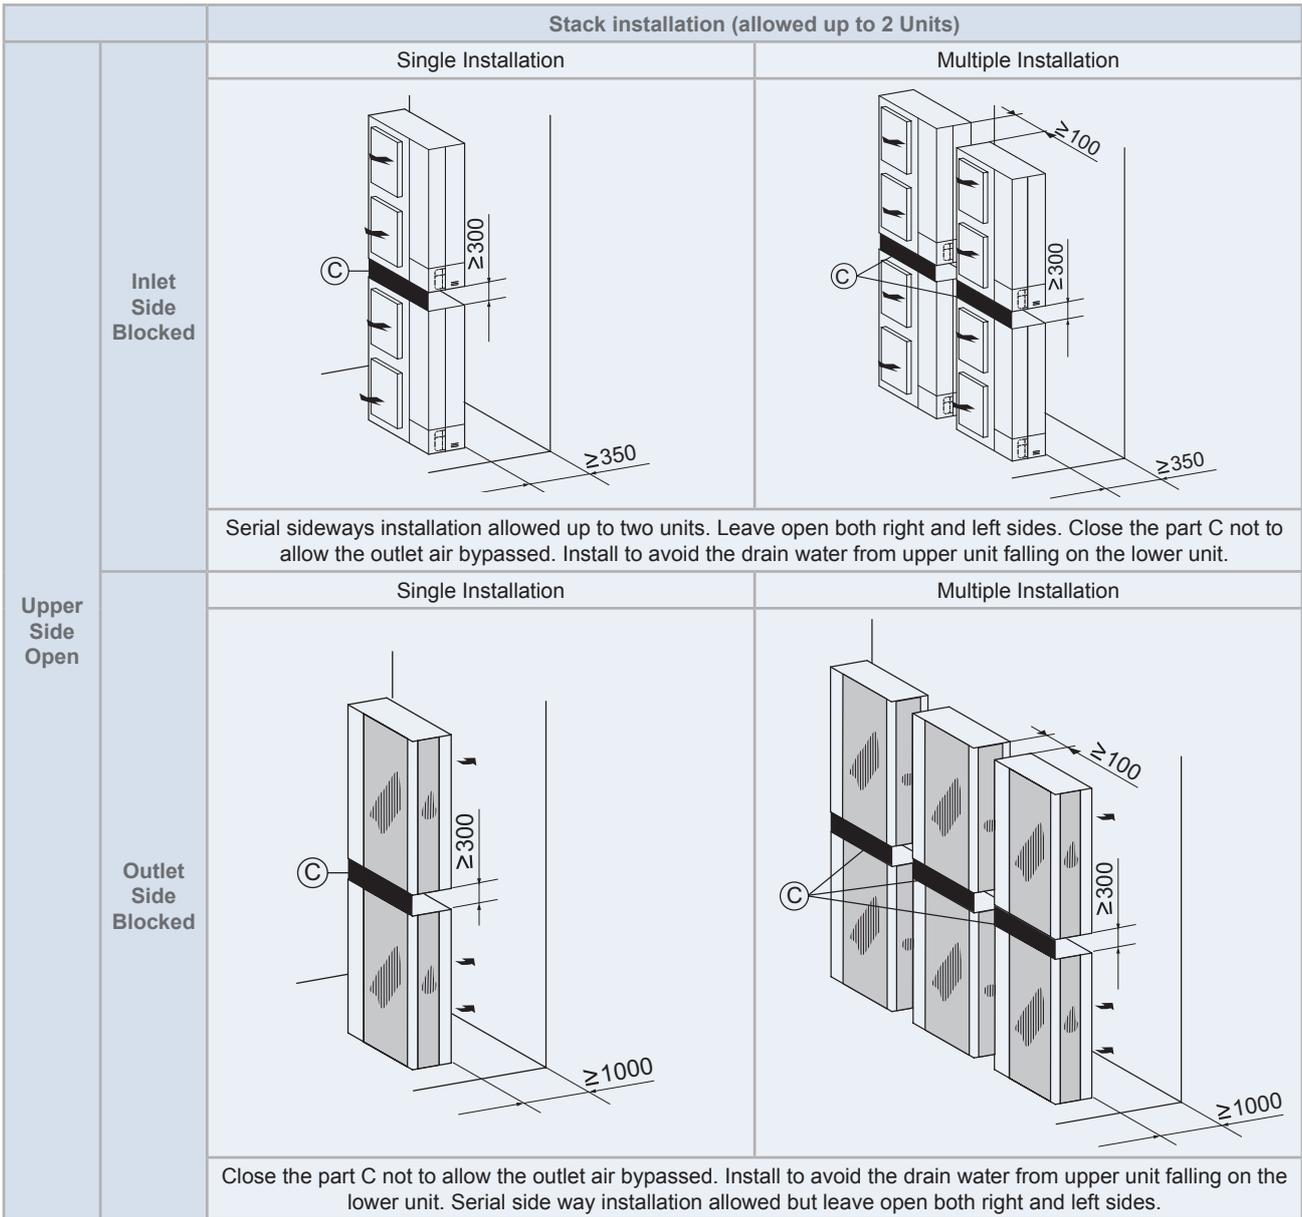 Stack installation (allowed up to 2 Units)
Upper
Side
Open
Inlet
Side
Blocked
Single Installation
Multiple Installation
C
≥300
≥350
C
≥100
≥300
≥350
Serial sideways installation allowed up to two units. Leave open both right and left sides. Close the part C not to
allow the outlet air bypassed. Install to avoid the drain water from upper unit falling on the lower unit.
Outlet
Side
Blocked
Single Installation
Multiple Installation
C
≥300
≥1000
C
≥100
≥300
≥1000
Close the part C not to allow the outlet air bypassed. Install to avoid the drain water from upper unit falling on the
lower unit. Serial side way installation allowed but leave open both right and left sides.